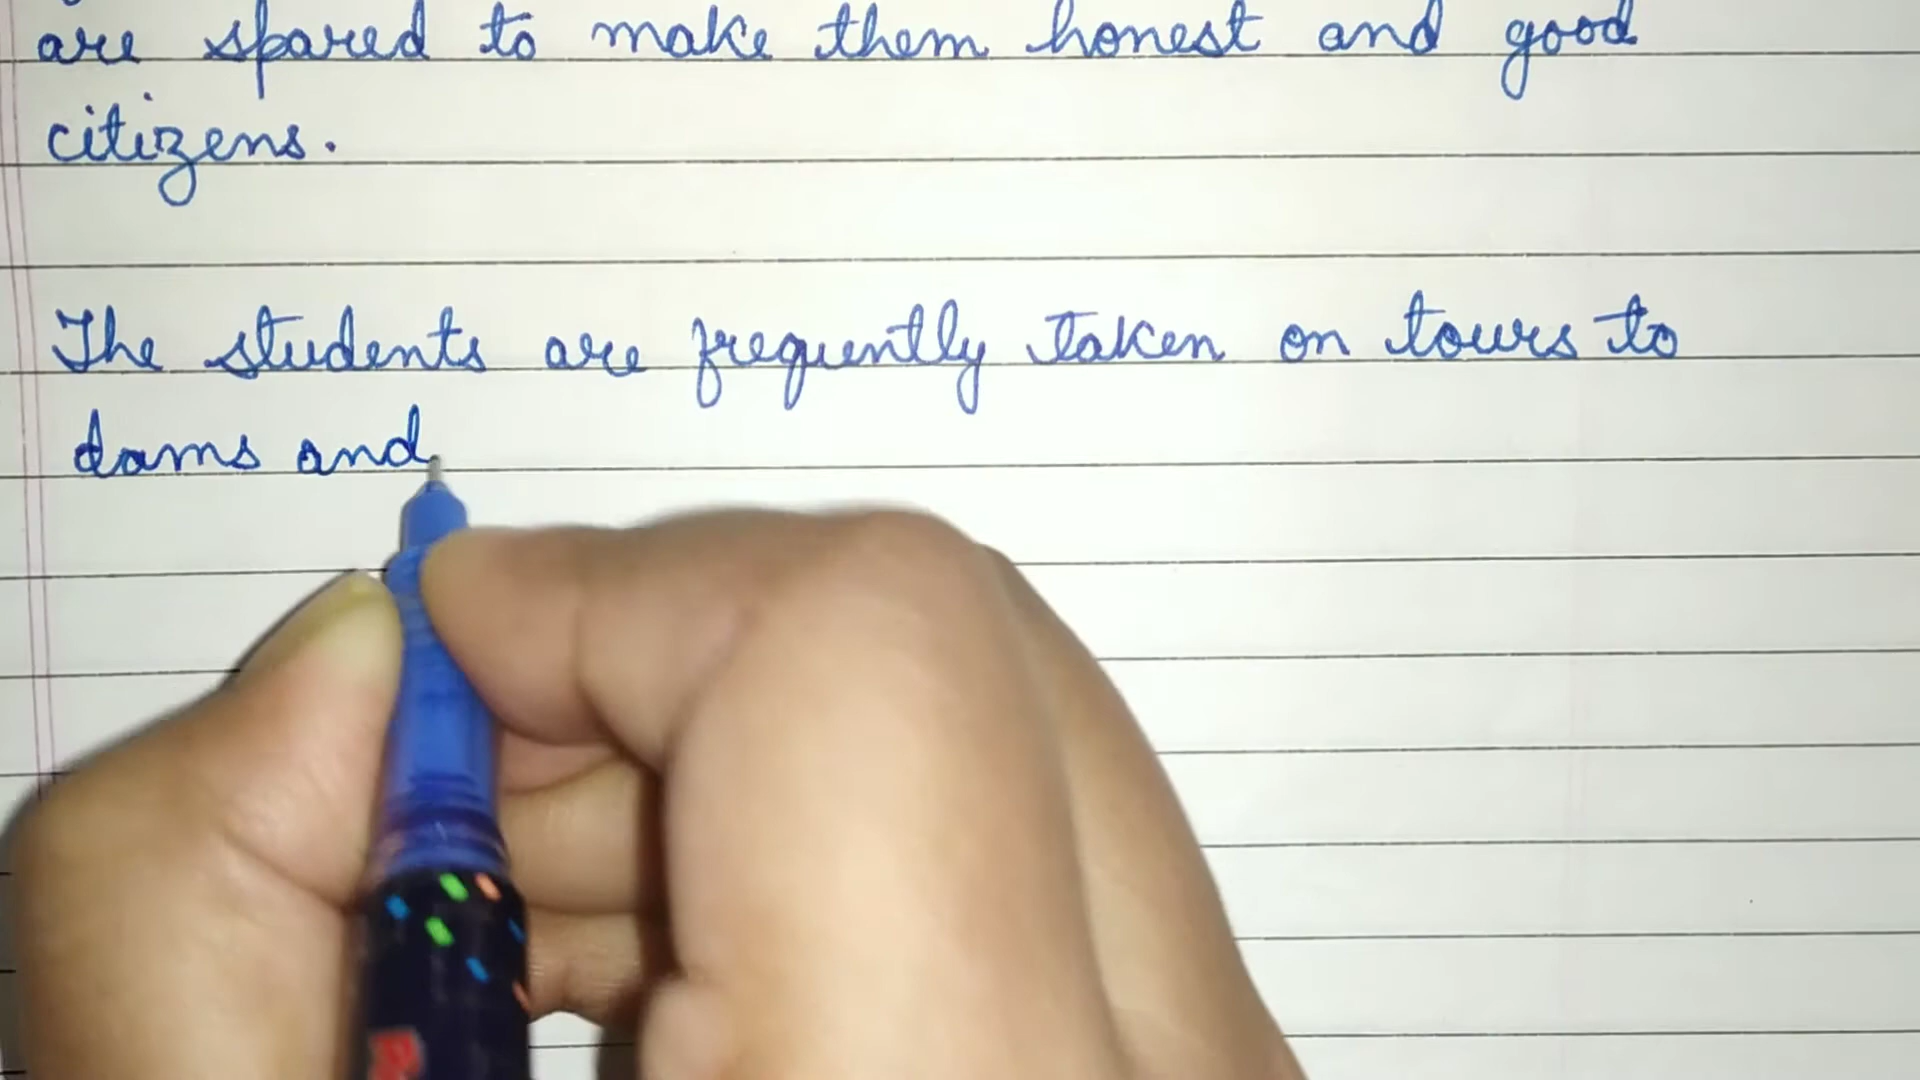 are spared to make them honest and good
citizens.
The students are frequently taken on tours to
dams and